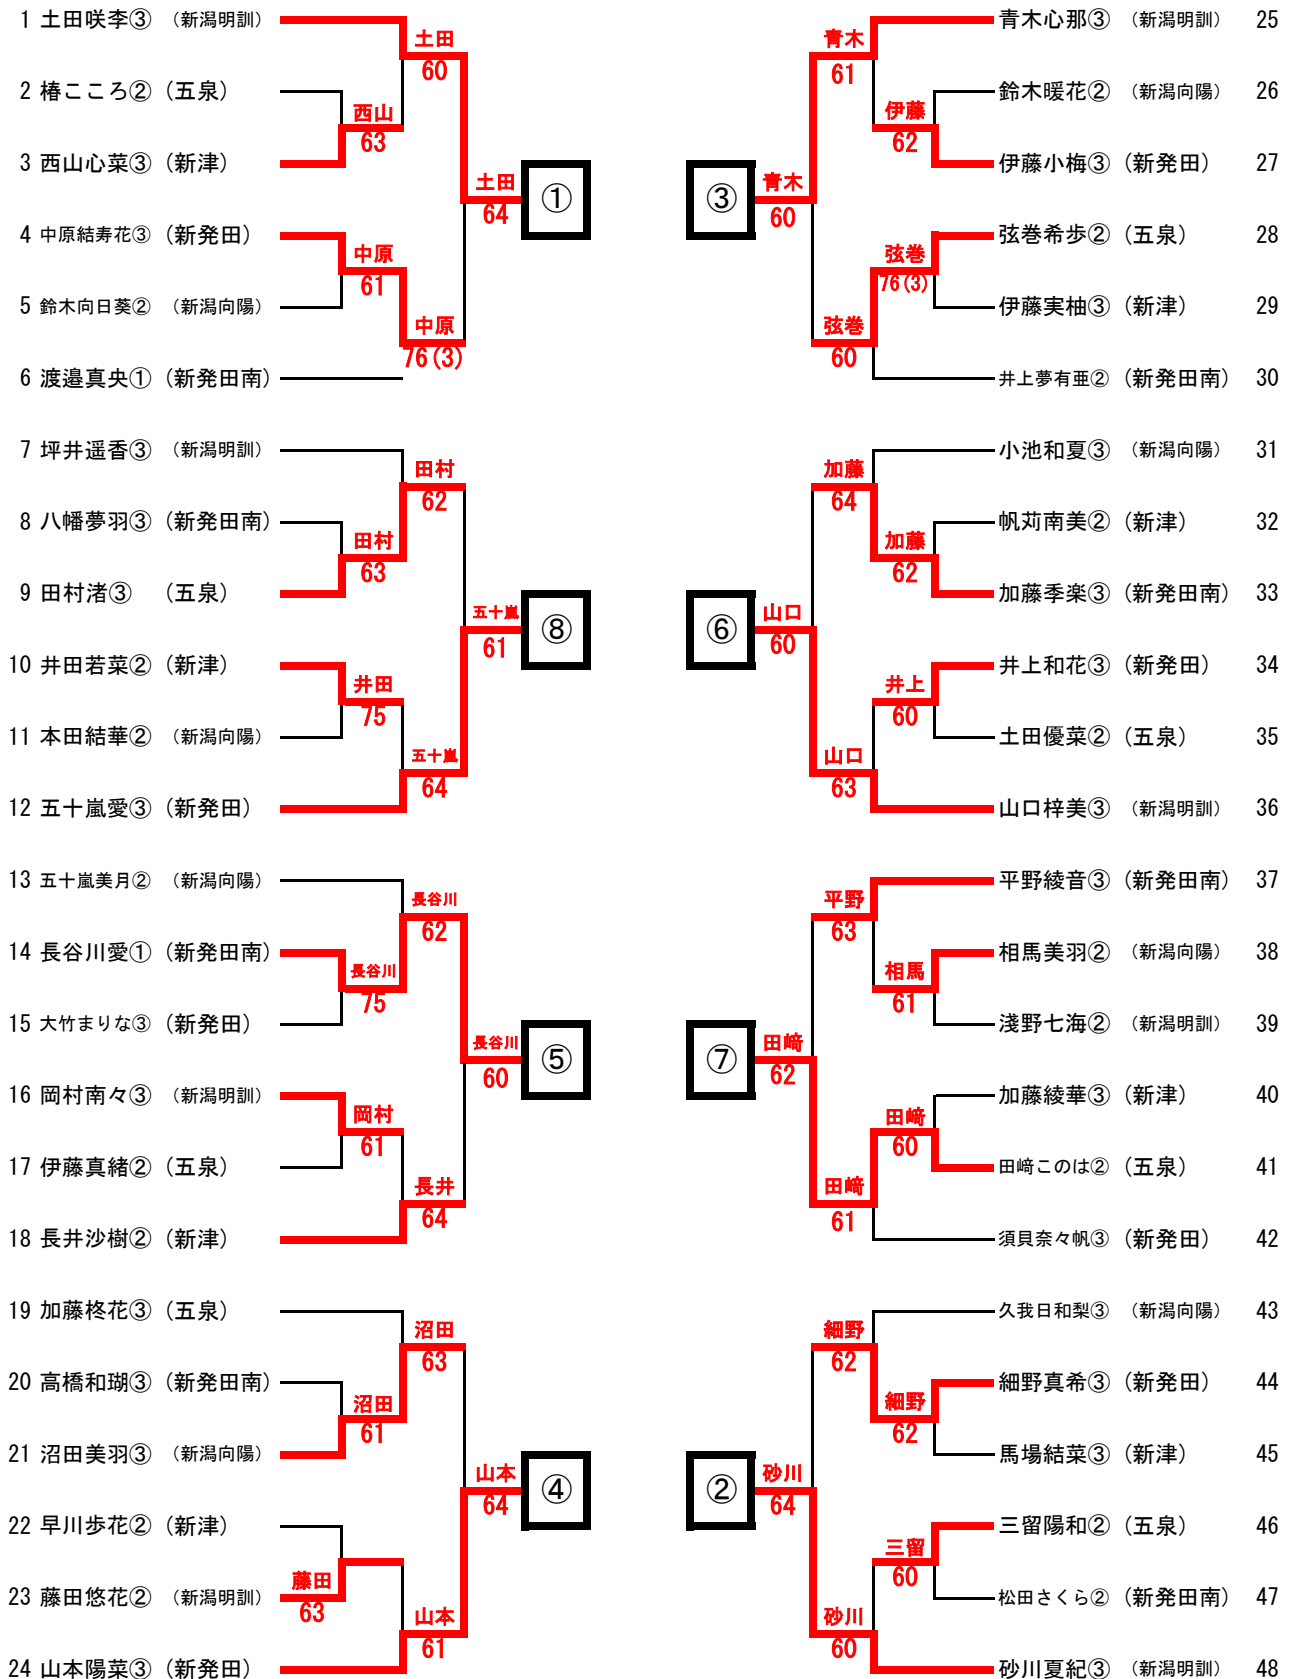 1 土田咲李③ （新潟明訓）
土田
60
2 椿こころ② （五泉）
西山
63
3 西山心菜③ （新津）
土田
64
①
4 中原結寿花③ （新発田）
中原
61
5 鈴木向日葵② （新潟向陽）
中原
76(3)
6 渡邉真央① （新発田南）
7 坪井遥香③ （新潟明訓）
田村
62
8 八幡夢羽③ （新発田南）
田村
63
9 田村渚③ （五泉）
五十嵐
61
⑧
10 井田若菜② （新津）
井田
75
11 本田結華② （新潟向陽）
五十嵐
64
12 五十嵐愛③ （新発田）
13 五十嵐美月② （新潟向陽）
長谷川
62
14 長谷川愛① （新発田南）
長谷川
75
15 大竹まりな③ （新発田）
長谷川
60
⑤
16 岡村南々③ （新潟明訓）
岡村
61
17 伊藤真緒② （五泉）
長井
64
18 長井沙樹② （新津）
19 加藤柊花③ （五泉）
沼田
63
20 高橋和瑚③ （新発田南）
沼田
61
21 沼田美羽③ （新潟向陽）
山本
64
④
22 早川歩花② （新津）
藤田
63
23 藤田悠花② （新潟明訓）
山本
61
24 山本陽菜③ （新発田）
青木心那③ （新潟明訓） 25
青木
61
鈴木暖花② （新潟向陽） 26
伊藤
62
伊藤小梅③ （新発田） 27
③
青木
60
弦巻希歩② （五泉） 28
弦巻
76(3)
伊藤実柚③ （新津） 29
弦巻
60
井上夢有亜② （新発田南） 30
小池和夏③ （新潟向陽） 31
加藤
64
帆苅南美② （新津） 32
加藤
62
加藤季楽③ （新発田南） 33
⑥
山口
60
井上和花③ （新発田） 34
井上
60
土田優菜② （五泉） 35
山口
63
山口梓美③ （新潟明訓） 36
平野綾音③ （新発田南） 37
平野
63
相馬美羽② （新潟向陽） 38
相馬
61
淺野七海② （新潟明訓） 39
⑦
田﨑
62
加藤綾華③ （新津） 40
田﨑
60
田﨑このは② （五泉） 41
田﨑
61
須貝奈々帆③ （新発田） 42
久我日和梨③ （新潟向陽） 43
細野
62
細野真希③ （新発田） 44
細野
62
馬場結菜③ （新津） 45
②
砂川
64
三留陽和② （五泉） 46
三留
60
松田さくら② （新発田南） 47
砂川
60
砂川夏紀③ （新潟明訓） 48